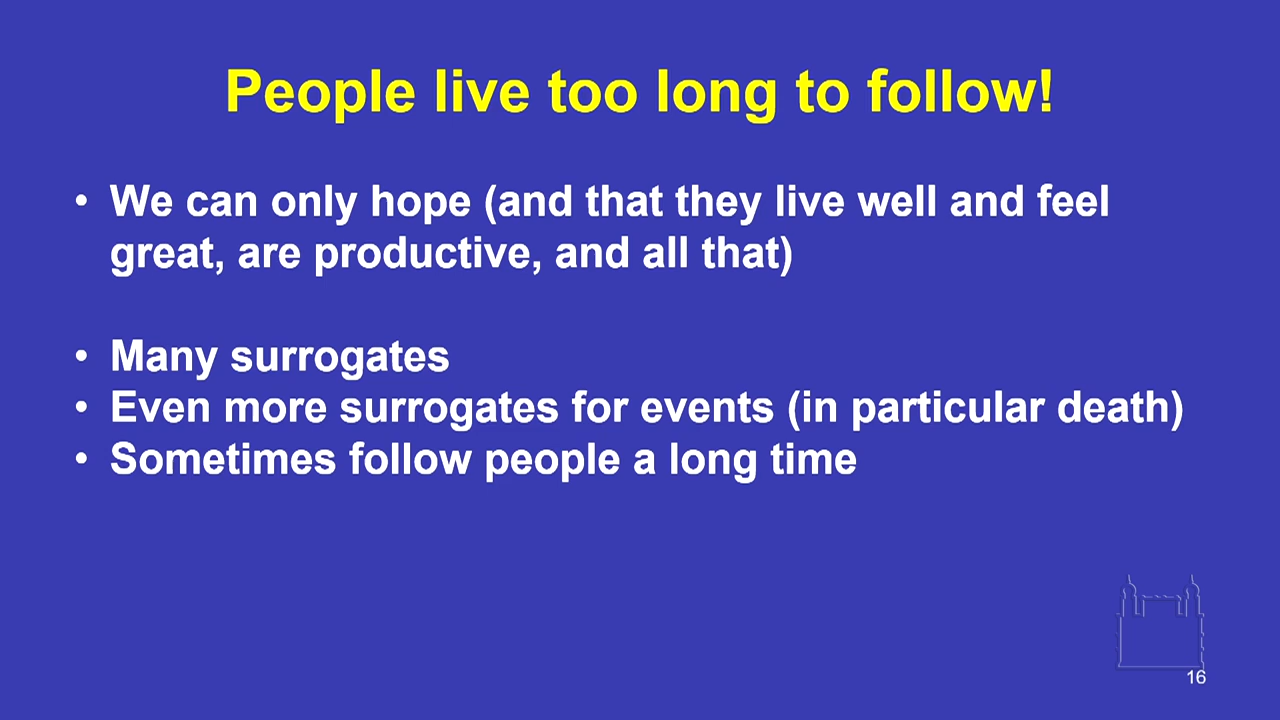 People live too long to follow!
• We can only hope (and that they live well and feel
great, are productive, and all that)
• Many surrogates
• Even more surrogates for events (in particular death)
• Sometimes follow people a long time
16